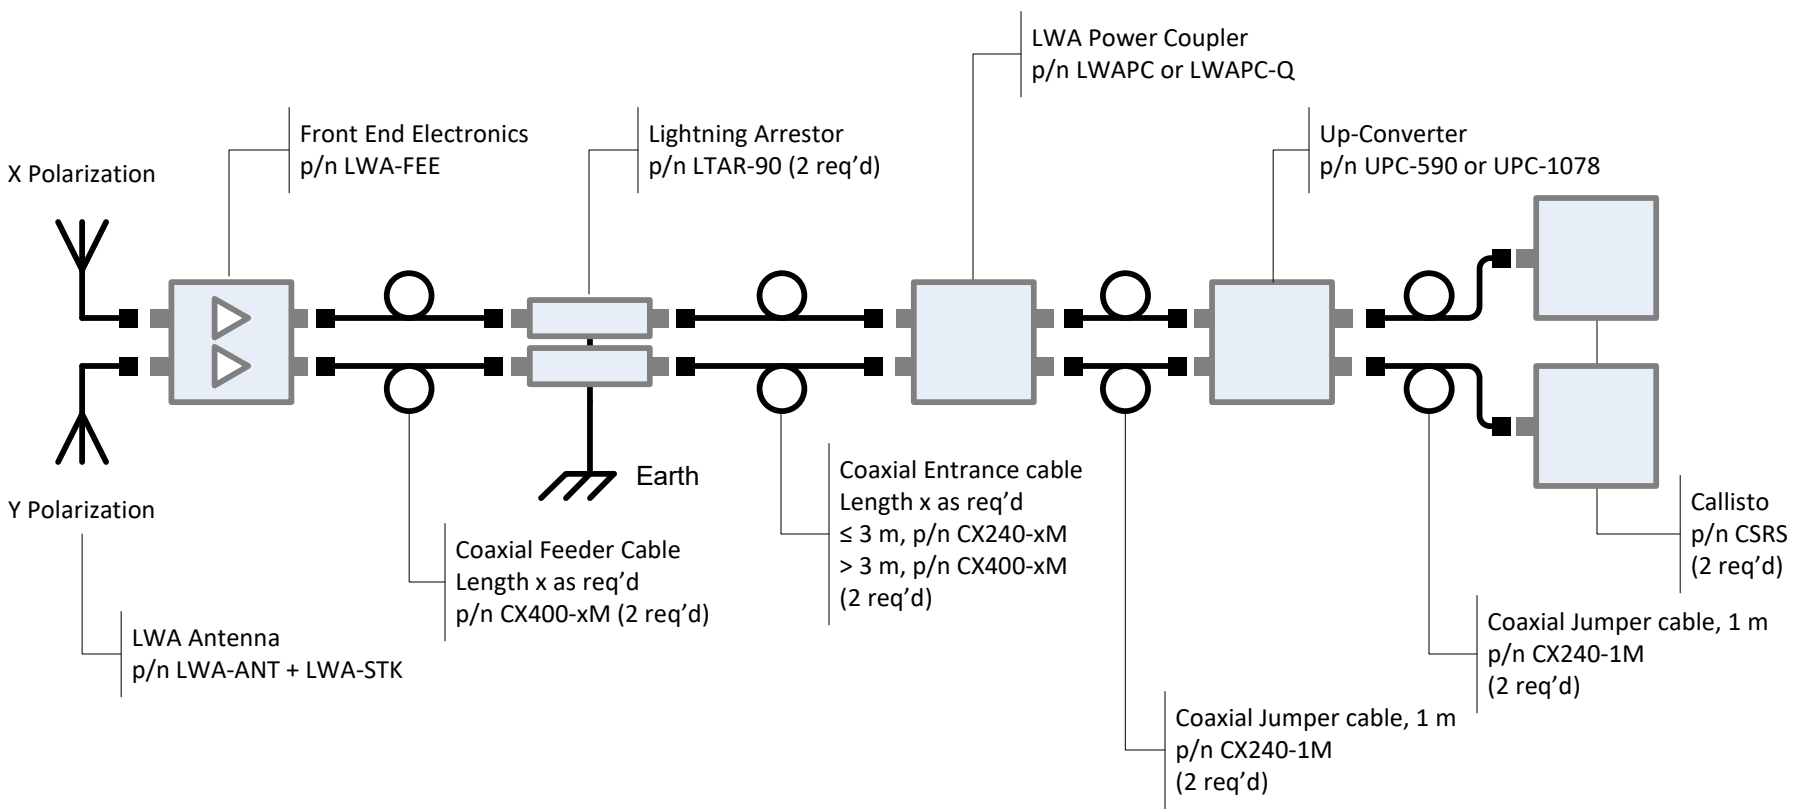 LWA Power Coupler
p/n LWAPC or LWAPC-Q
Front End Electronics
p/n LWA-FEE
Lightning Arrestor
p/n LTAR-90 (2 req’d)
Up-Converter
p/n UPC-590 or UPC-1078
X Polarization
Y Polarization
Earth
Coaxial Entrance cable
Length x as req’d
≤ 3 m, p/n CX240-xM
> 3 m, p/n CX400-xM
(2 req’d)
Callisto
p/n CSRS
(2 req’d)
Coaxial Feeder Cable
Length x as req’d
p/n CX400-xM (2 req’d)
LWA Antenna
p/n LWA-ANT + LWA-STK
Coaxial Jumper cable, 1 m
p/n CX240-1M
(2 req’d)
Coaxial Jumper cable, 1 m
p/n CX240-1M
(2 req’d)